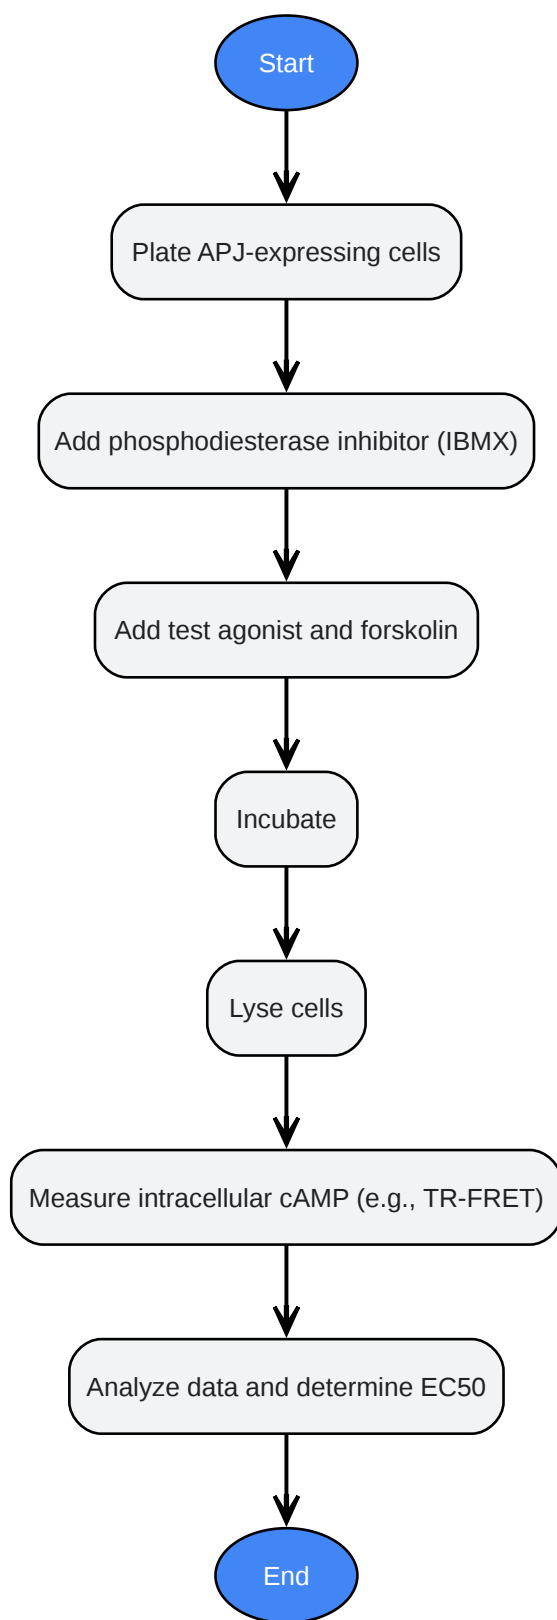 Start
Plate APJ-expressing cells
Add phosphodiesterase inhibitor (IBMX)
Add test agonist and forskolin
Incubate
Lyse cells
Measure intracellular cAMP (e.g., TR-FRET)
Analyze data and determine EC50
End